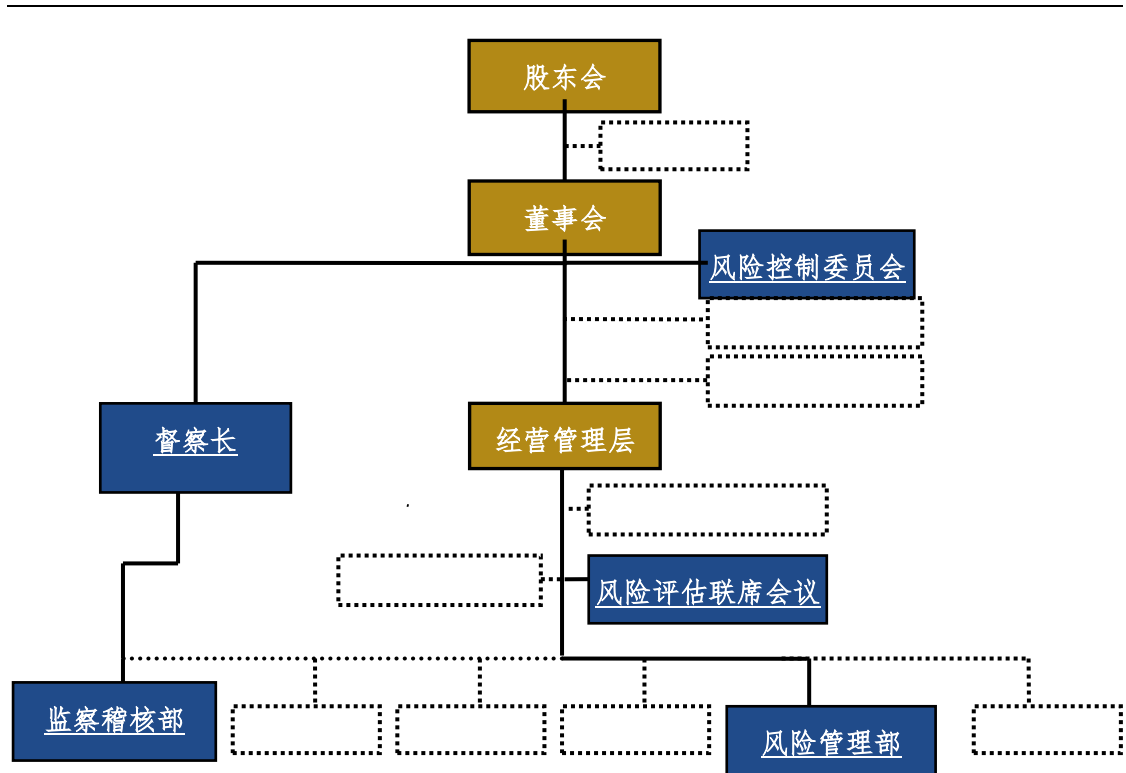 股东会
董事会
风险控制委员会
督察长
经营管理层
风险评估联席会议
监察稽核部
风险管理部